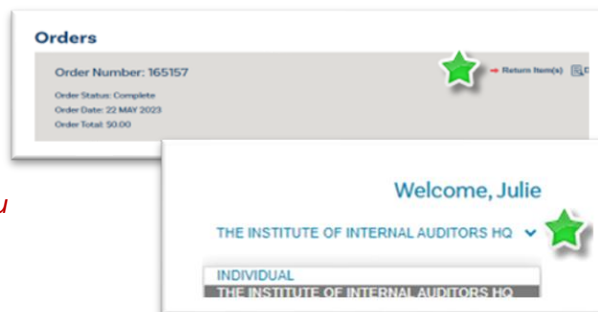 Orders
Order Number: 165157
Return Item(s)
Order Status: Complete
Order Date: 22 MAY 2023
Order Total: $0.00
u
Welcome, Julie
THE INSTITUTE OF INTERNAL AUDITORS HQ
INDIVIDUAL
THE INSTITUTE OF INTERNAL AUDITORS HQ